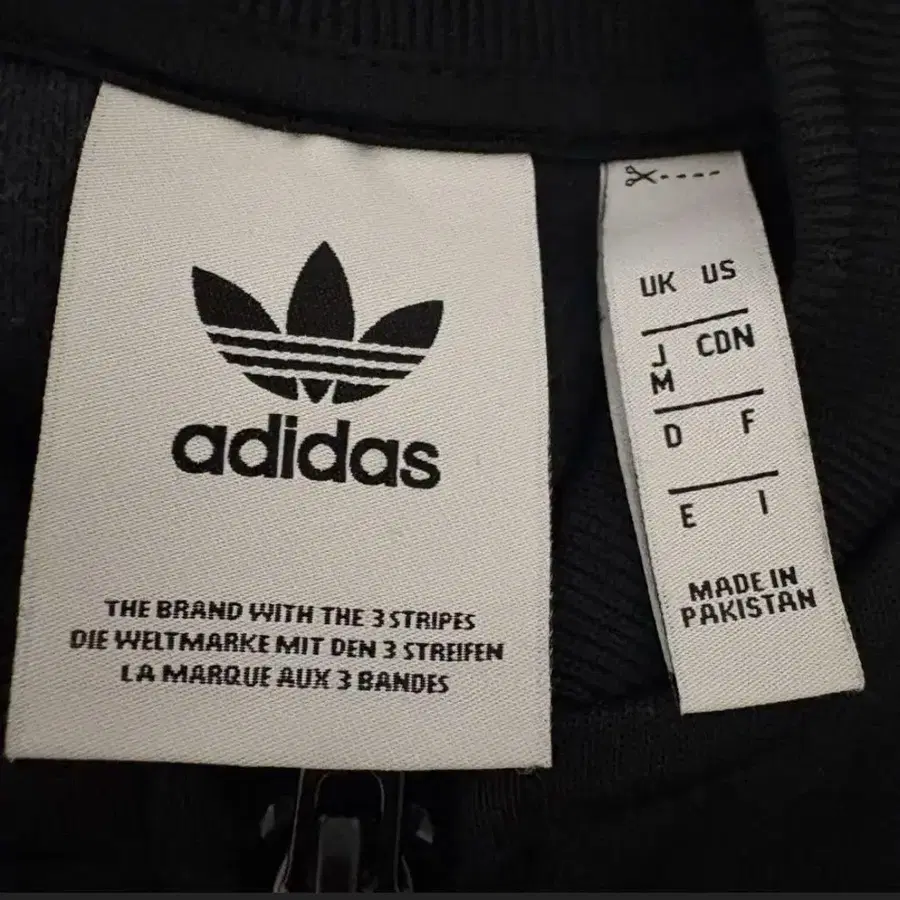 adidas
THE BRAND WITH THE 3 STRIPES
DIE WELTMARKE MIT DEN 3 STREIFEN
LA MARQUE AUX 3 BANDES
UK US
J CDN
M
D F
E I
MADE IN
PAKISTAN